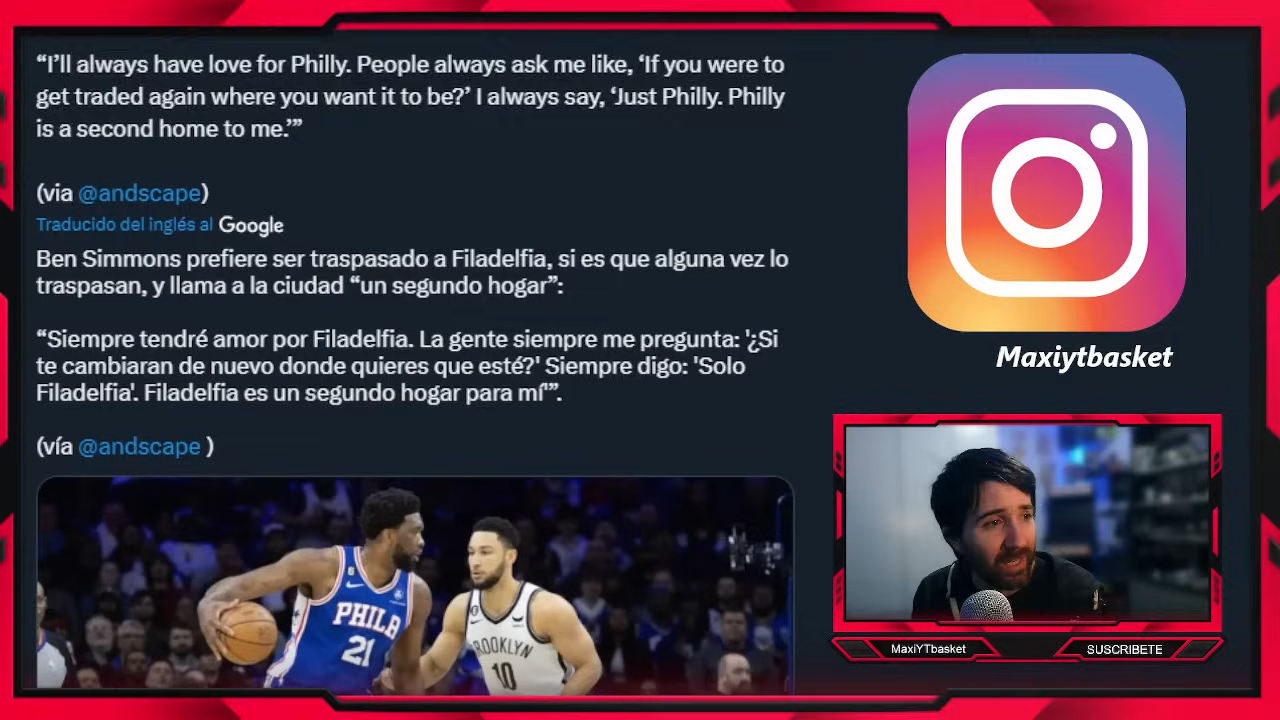 “I’ll always have love for Philly. People always ask me like, ‘If you were to
get traded again where you want it to be?’ I always say, ‘Just Philly. Philly
is a second home to me.’”
(via @andscape)
Traducido del inglés al Google
Ben Simmons prefiere ser traspasado a Filadelfia, si es que alguna vez lo
traspasan, y llama a la ciudad “un segundo hogar”:
“Siempre tendré amor por Filadelfia. La gente siempre me pregunta: '¿Si
te cambiaran de nuevo donde quieres que esté?' Siempre digo: 'Solo
Filadelfia'. Filadelfia es un segundo hogar para mí'”.
(vía @andscape )
PHILA
21
BROOKLYN
10
Maxiytbasket
MaxiYTbasket
SUSCRIBETE